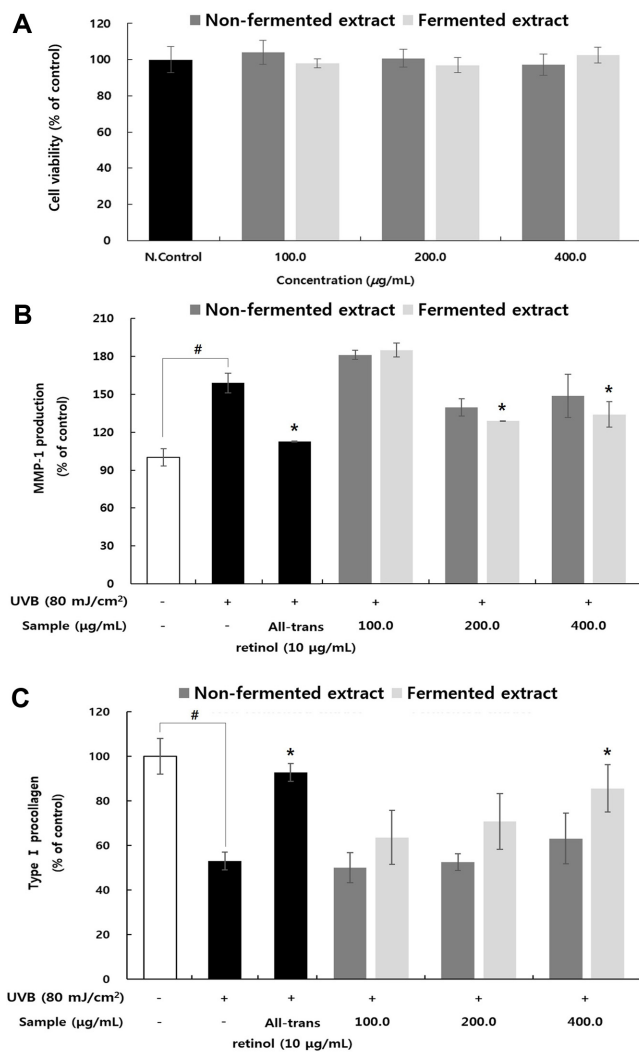 A
Non-fermented extract Fermented extract
Cell viability (% of control)
120
100
80
60
40
20
0
N.Control 100.0 200.0 400.0
Concentration (μg/mL)
B
Non-fermented extract Fermented extract
MMP-1 production
(% of control)
210
180
150
120
90
60
30
0
#
*
*
*
UVB (80 mJ/cm²) - + + + + +
Sample (μg/mL) - - All-trans 100.0 200.0 400.0
retinol (10 μg/mL)
C
Non-fermented extract Fermented extract
Type I procollagen
(% of control)
120
100
80
60
40
20
0
#
*
*
UVB (80 mJ/cm²) - + + + + +
Sample (μg/mL) - - All-trans 100.0 200.0 400.0
retinol (10 μg/mL)